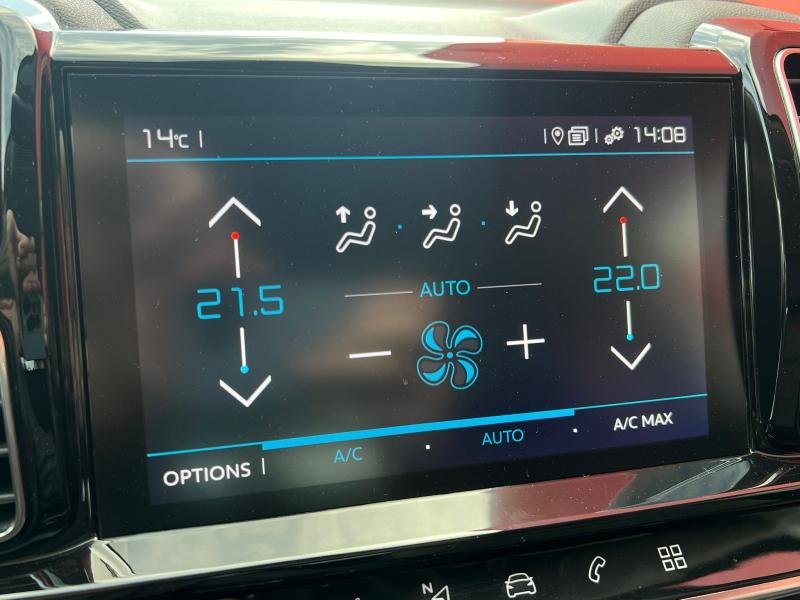 14°C
14:08
21.5
22.0
AUTO
A/C
AUTO
A/C MAX
OPTIONS
N